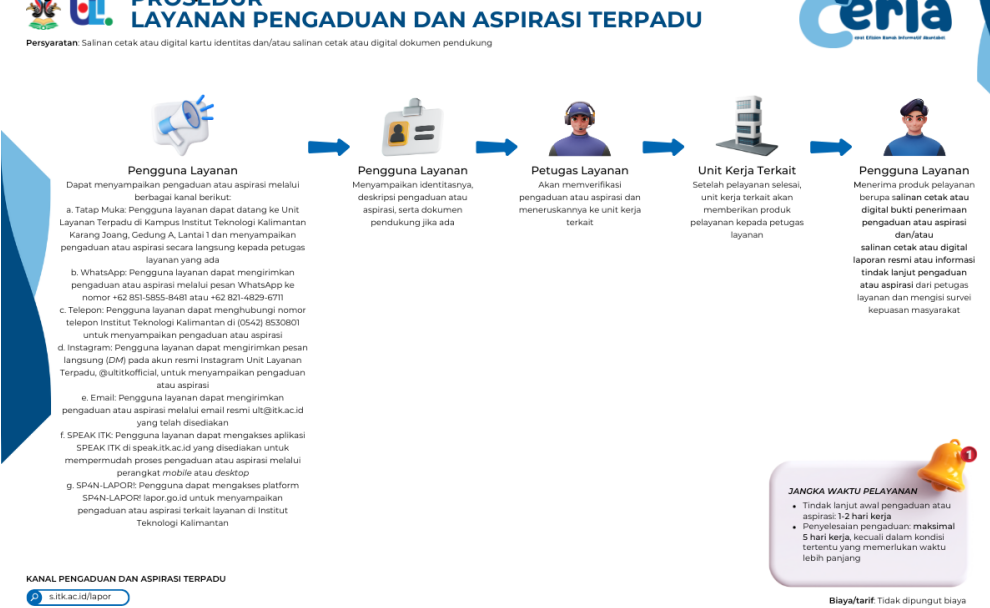 PROSEDUR
LAYANAN PENGADUAN DAN ASPIRASI TERPADU
Ceria
Persyaratan: Salinan cetak atau digital kartu identitas dan/atau salinan cetak atau digital dokumen pendukung
Pengguna Layanan
Dapat menyampaikan pengaduan atau aspirasi melalui
berbagai kanal berikut:
a. Tatap Muka: Pengguna layanan dapat datang ke Unit
Layanan Terpadu di Kampus Institut Teknologi Kalimantan
Karang Joang, Gedung A, Lantai 1 dan menyampaikan
pengaduan atau aspirasi secara langsung kepada petugas
layanan yang ada
b. WhatsApp: Pengguna layanan dapat mengirimkan
pengaduan atau aspirasi melalui pesan WhatsApp ke
nomor +62 851-5855-8481 atau +62 821-4829-6711
c. Telepon: Pengguna layanan dapat menghubungi nomor
telepon Institut Teknologi Kalimantan di (0542) 8530801
untuk menyampaikan pengaduan atau aspirasi
d. Instagram: Pengguna layanan dapat mengirimkan pesan
langsung (DM) pada akun resmi Instagram Unit Layanan
Terpadu, @ultitkofficial, untuk menyampaikan pengaduan
atau aspirasi
e. Email: Pengguna layanan dapat mengirimkan
pengaduan atau aspirasi melalui email resmi ult@itk.ac.id
yang telah disediakan
f. SPEAK ITK: Pengguna layanan dapat mengakses aplikasi
SPEAK ITK di speak.itk.ac.id yang disediakan untuk
mempermudah proses pengaduan atau aspirasi melalui
perangkat mobile atau desktop
g. SP4N-LAPOR!: Pengguna dapat mengakses platform
SP4N-LAPOR! lapor.go.id untuk menyampaikan
pengaduan atau aspirasi terkait layanan di Institut
Teknologi Kalimantan
Pengguna Layanan
Menyampaikan identitasnya,
deskripsi pengaduan atau
aspirasi, serta dokumen
pendukung jika ada
Petugas Layanan
Akan memverifikasi
pengaduan atau aspirasi dan
meneruskannya ke unit kerja
terkait
Unit Kerja Terkait
Setelah pelayanan selesai,
unit kerja terkait akan
memberikan produk
pelayanan kepada petugas
layanan
Pengguna Layanan
Menerima produk pelayanan
berupa salinan cetak atau
digital bukti penerimaan
pengaduan atau aspirasi
dan/atau
salinan cetak atau digital
laporan resmi atau informasi
tindak lanjut pengaduan
atau aspirasi dari petugas
layanan dan mengisi survei
kepuasan masyarakat
1
JANGKA WAKTU PELAYANAN
• Tindak lanjut awal pengaduan atau
aspirasi: 1-2 hari kerja
• Penyelesaian pengaduan: maksimal
5 hari kerja, kecuali dalam kondisi
tertentu yang memerlukan waktu
lebih panjang
KANAL PENGADUAN DAN ASPIRASI TERPADU
s.itk.ac.id/lapor
Biaya/tarif: Tidak dipungut biaya